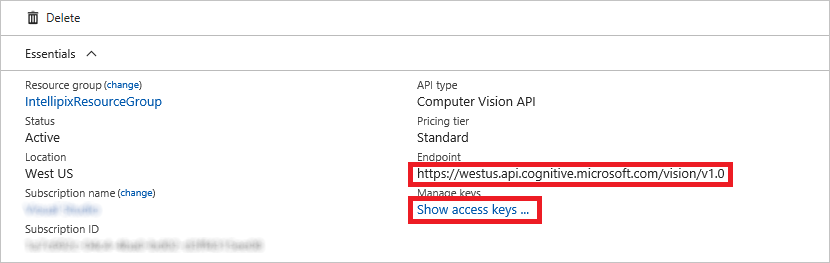 Delete
Essentials
Resource group (change)
IntellipixResourceGroup
Status
Active
Location
West US
Subscription name (change)
Subscription ID
API type
Computer Vision API
Pricing tier
Standard
Endpoint
https://westus.api.cognitive.microsoft.com/vision/v1.0
Manage keys
Show access keys ...